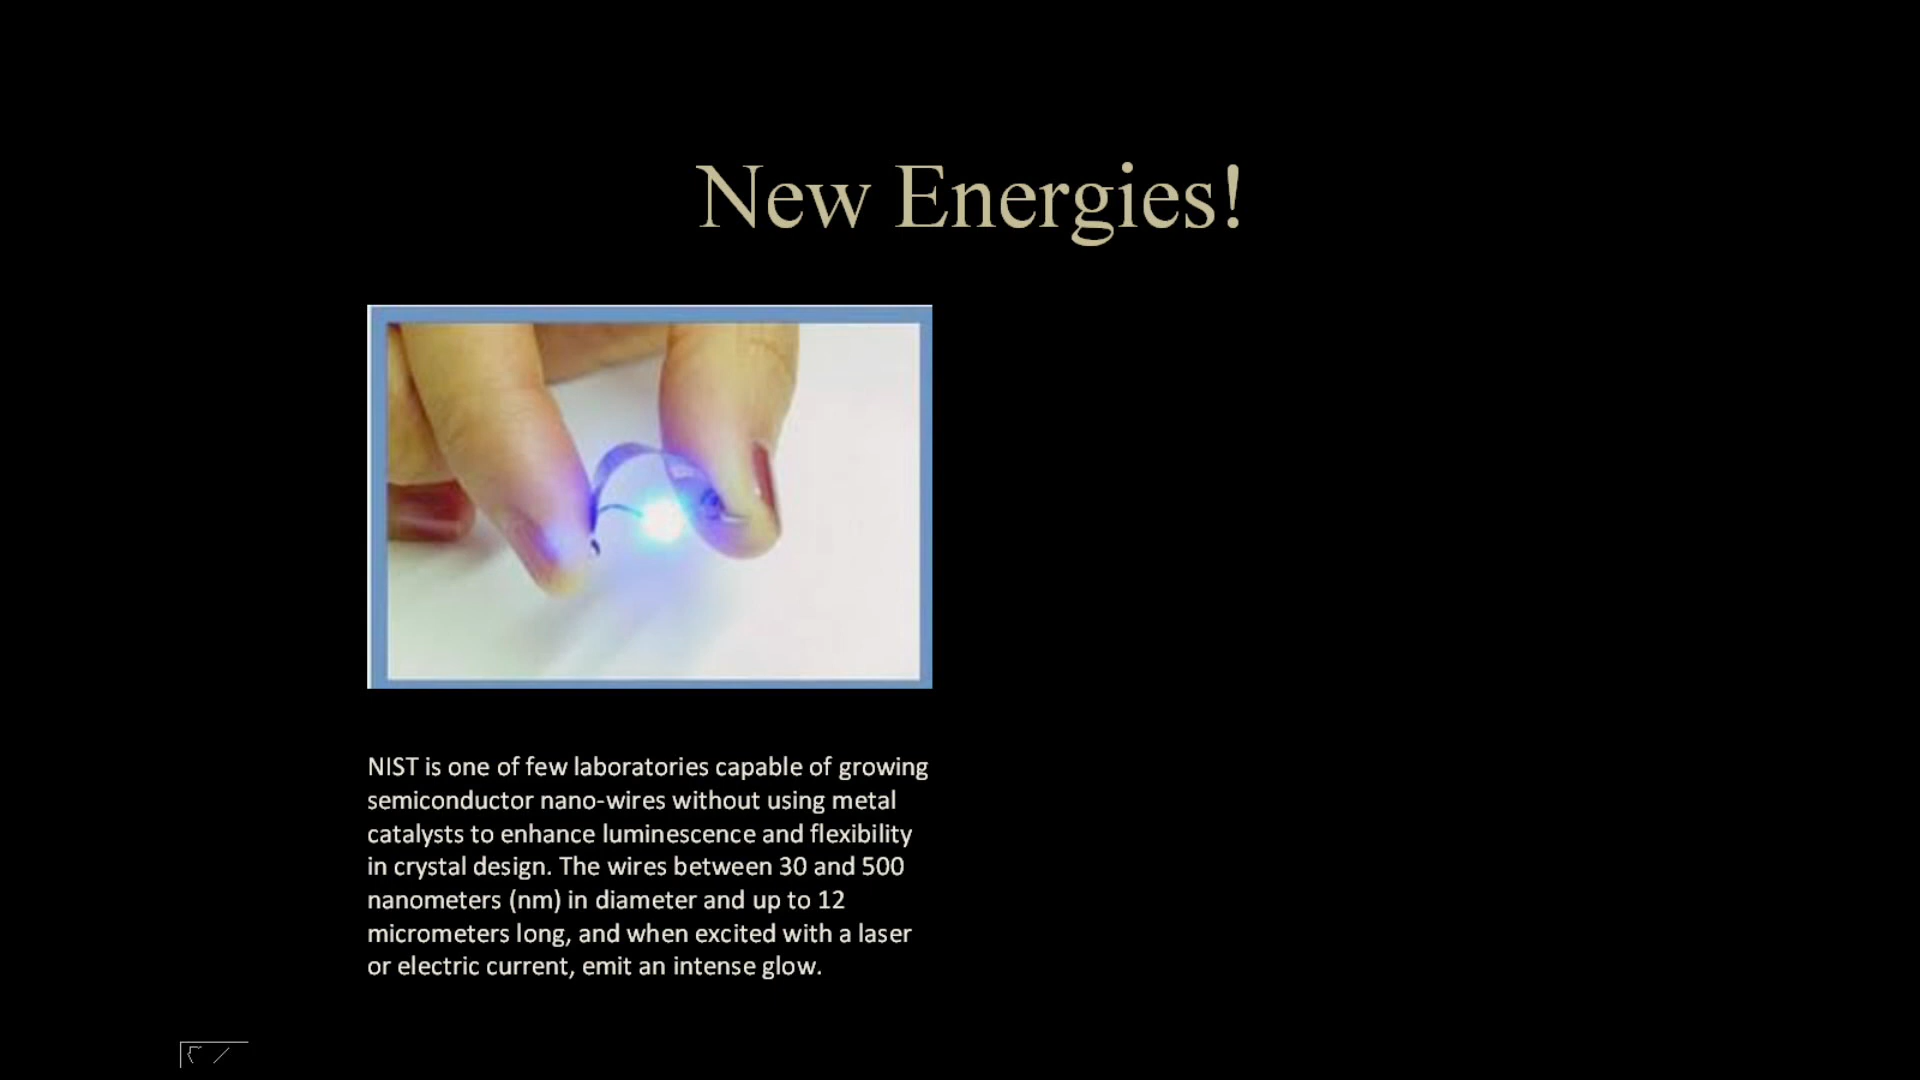 New Energies!
NIST is one of few laboratories capable of growing
semiconductor nano-wires without using metal
catalysts to enhance luminescence and flexibility
in crystal design. The wires between 30 and 500
nanometers (nm) in diameter and up to 12
micrometers long, and when excited with a laser
or electric current, emit an intense glow.